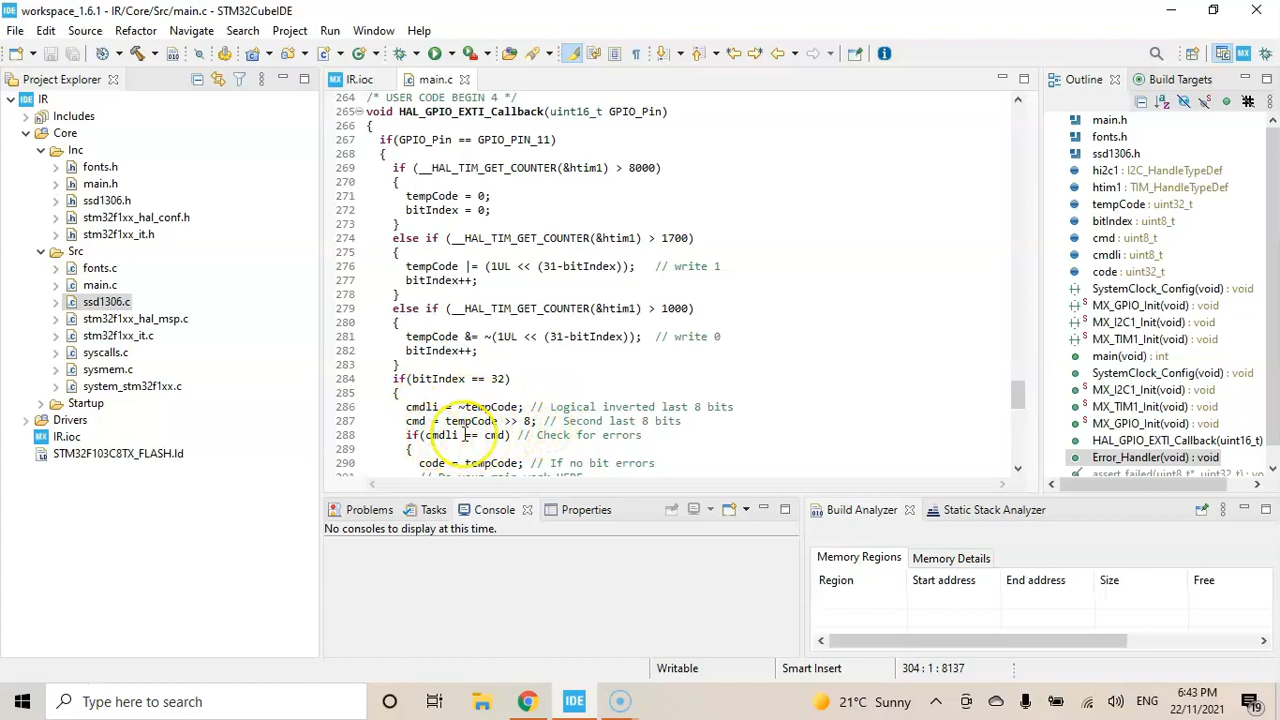 workspace_1.6.1 - IR/Core/Src/main.c - STM32CubeIDE
File Edit Source Refactor Navigate Search Project Run Window Help
Project Explorer
IR
Includes
Core
Inc
fonts.h
main.h
ssd1306.h
stm32f1xx_hal_conf.h
stm32f1xx_it.h
Src
fonts.c
main.c
ssd1306.c
stm32f1xx_hal_msp.c
stm32f1xx_it.c
syscalls.c
sysmem.c
system_stm32f1xx.c
Startup
Drivers
IR.ioc
STM32F103C8TX_FLASH.ld
MX IR.ioc
main.c
264 /* USER CODE BEGIN 4 */
265 void HAL_GPIO_EXTI_Callback(uint16_t GPIO_Pin)
266 {
267 if(GPIO_Pin == GPIO_PIN_11)
268 {
269 if (__HAL_TIM_GET_COUNTER(&htim1) > 8000)
270 {
271 tempCode = 0;
272 bitIndex = 0;
273 }
274 else if (__HAL_TIM_GET_COUNTER(&htim1) > 1700)
275 {
276 tempCode |= (1UL << (31-bitIndex)); // write 1
277 bitIndex++;
278 }
279 else if (__HAL_TIM_GET_COUNTER(&htim1) > 1000)
280 {
281 tempCode &= ~(1UL << (31-bitIndex)); // write 0
282 bitIndex++;
283 }
284 if(bitIndex == 32)
285 {
286 cmdli = ~tempCode; // Logical inverted last 8 bits
287 cmd = tempCode >> 8; // Second last 8 bits
288 if(cmdli == cmd) // Check for errors
289 {
290 code = tempCode; // If no bit errors
Outline
Build Targets
main.h
fonts.h
ssd1306.h
hi2c1 : I2C_HandleTypeDef
htim1 : TIM_HandleTypeDef
tempCode : uint32_t
bitIndex : uint8_t
cmd : uint8_t
cmdli : uint8_t
code : uint32_t
SystemClock_Config(void) : vo
MX_GPIO_Init(void) : void
MX_I2C1_Init(void) : void
MX_TIM1_Init(void) : void
main(void) : int
MX_I2C1_Init(void) : void
MX_TIM1_Init(void) : void
MX_GPIO_Init(void) : void
HAL_GPIO_EXTI_Callback(uint16_t)
Error_Handler(void) : void
Problems
Tasks
Console
Properties
No consoles to display at this time.
Build Analyzer
Static Stack Analyzer
Memory Regions
Memory Details
Region Start address End address Size Free
Writable Smart Insert 304 : 1 : 8137
Type here to search
IDE
21°C Sunny
ENG
6:43 PM
22/11/2021
19